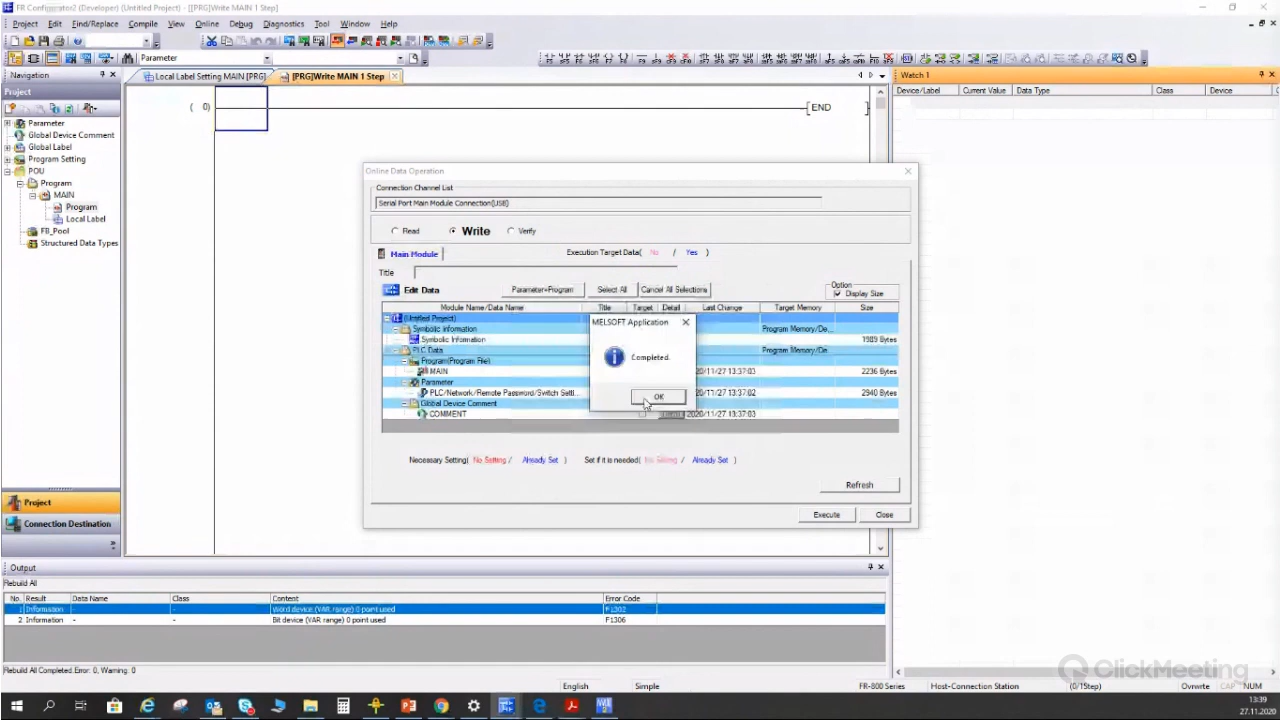 FR Configurator2 (Developer) (Untitled Project) - [[PRG]Write MAIN 1 Step]
Project Edit Find/Replace Compile View Online Debug Diagnostics Tool Window Help
Parameter
Navigation
Project
Parameter
Global Device Comment
Global Label
Program Setting
POU
Program
MAIN
Program
Local Label
FB_Pool
Structured Data Types
Project
Connection Destination
Local Label Setting MAIN [PRG]
[PRG]Write MAIN 1 Step
( 0)
END
Watch 1
Device/Label Current Value Data Type Class Device
Online Data Operation
Connection Channel List
Serial Port Main Module Connection(USB)
Read Write Verify
Main Module
Execution Target Data( No / Yes )
Title
Edit Data
Parameter+Program Select All Cancel All Selections
Option
Display Size
Module Name/Data Name Title Target Detail Last Change Target Memory Size
(Untitled Project)
Symbolic Information Program Memory/De...
Symbolic Information 1989 Bytes
PLC Data Program Memory/De...
Program(Program File)
MAIN 20/11/27 13:37:03 2236 Bytes
Parameter
PLC/Network/Remote Password/Switch Setti... 20/11/27 13:37:02 2940 Bytes
Global Device Comment
COMMENT 2020/11/27 13:37:03
MELSOFT Application
Completed.
OK
Necessary Setting( No Setting / Already Set ) Set if it is needed( No Setting / Already Set )
Refresh
Execute Close
Output
Rebuild All
No. Result Data Name Class Content Error Code
1 Information - - Word device (VAR range) 0 point used F1302
2 Information - - Bit device (VAR range) 0 point used F1306
Rebuild All Completed.Error: 0, Warning: 0
ClickMeeting
English Simple FR-800 Series Host-Connection Station (0/1Step) Ovrwrte CAP NUM
13:39
27.11.2020